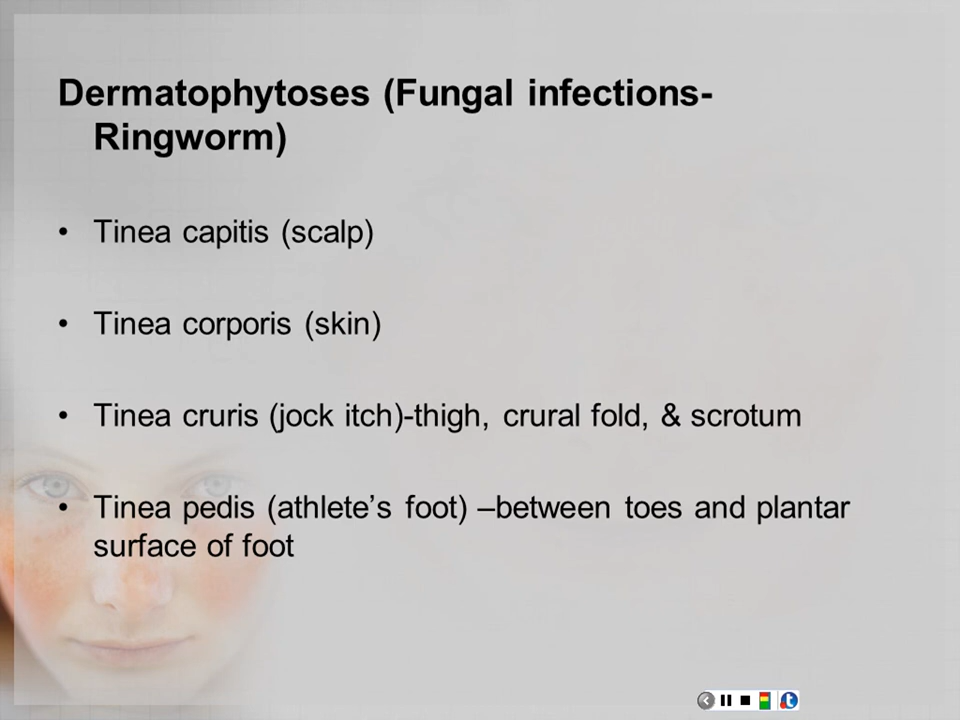 Dermatophytoses (Fungal infections-
Ringworm)
• Tinea capitis (scalp)
• Tinea corporis (skin)
• Tinea cruris (jock itch)-thigh, crural fold, & scrotum
• Tinea pedis (athlete’s foot) –between toes and plantar
surface of foot
t